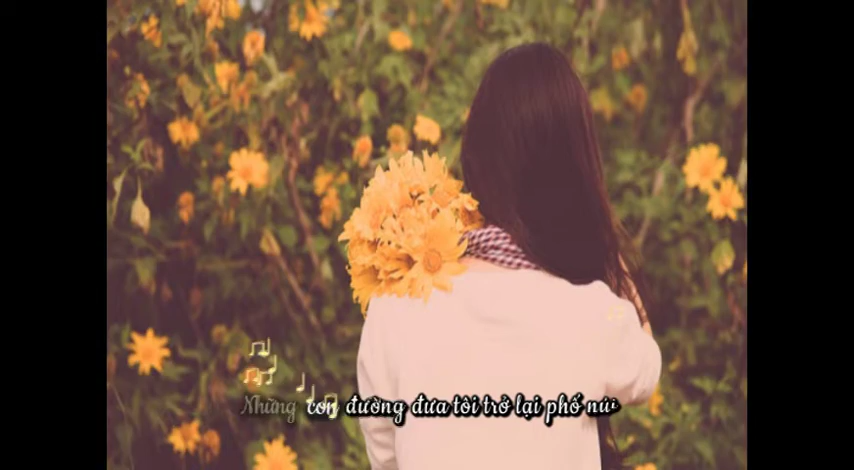 Những con đường đưa tôi trở lại phố núi